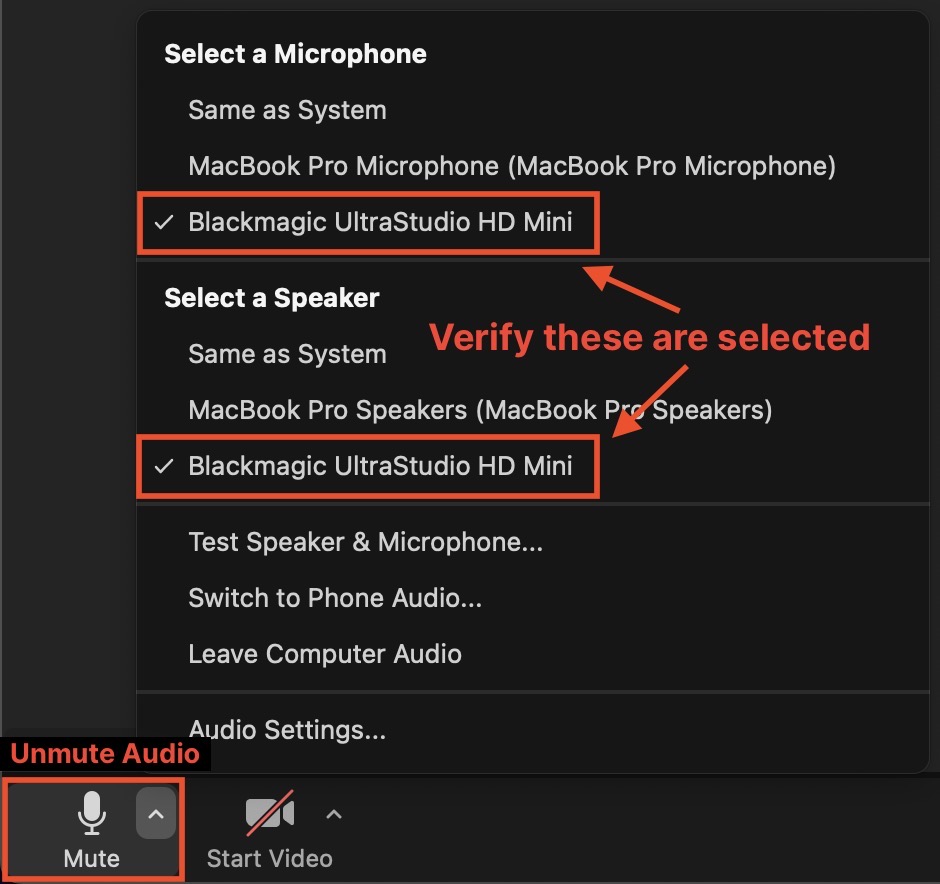 Select a Microphone
Same as System
MacBook Pro Microphone (MacBook Pro Microphone)
✓ Blackmagic UltraStudio HD Mini
Select a Speaker
Verify these are selected
Same as System
MacBook Pro Speakers (MacBook Pro Speakers)
✓ Blackmagic UltraStudio HD Mini
Test Speaker & Microphone...
Switch to Phone Audio...
Leave Computer Audio
Audio Settings...
Unmute Audio
Mute
Start Video